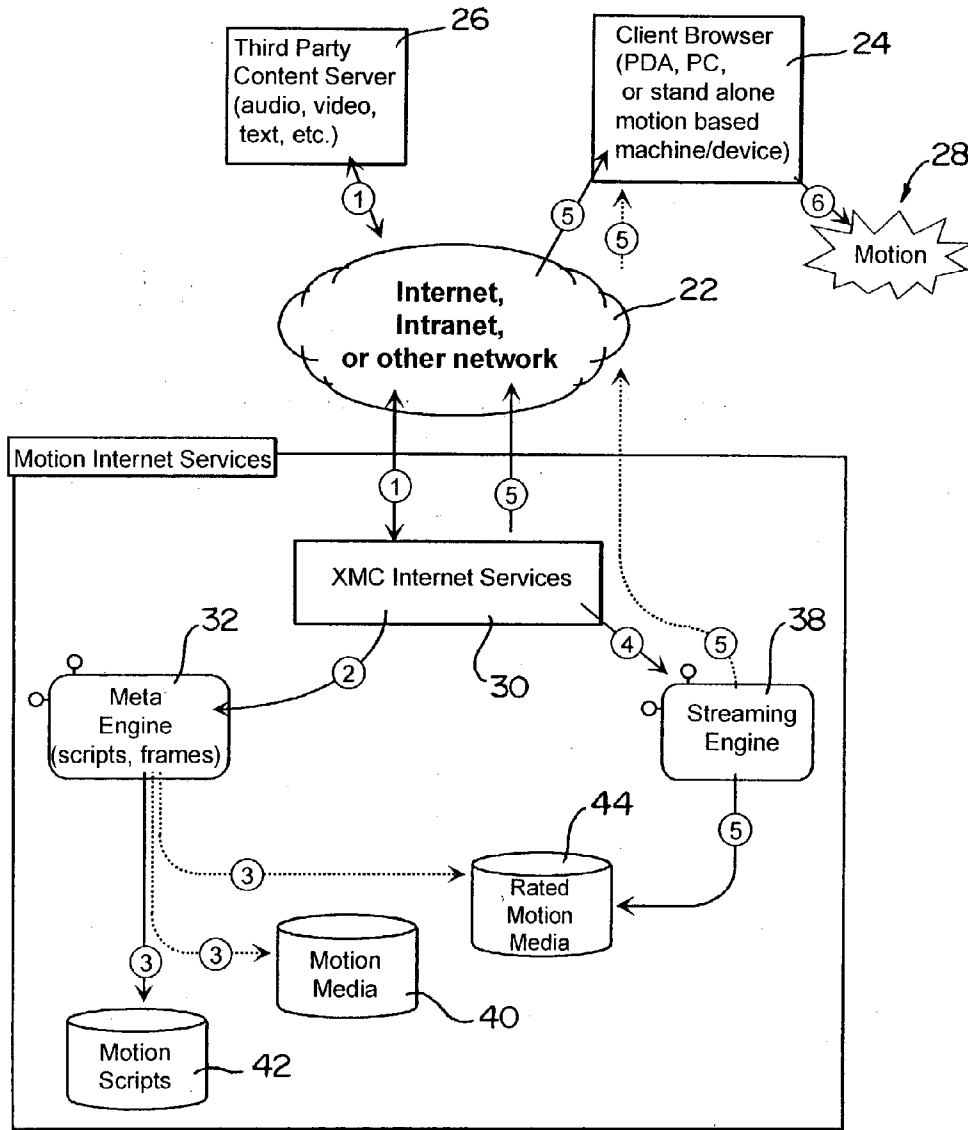 26
Third Party
Content Server
(audio, video,
text, etc.)
Client Browser
(PDA, PC,
or stand alone
motion based
machine/device)
24
28
1
5
5
6
Motion
Internet,
Intranet,
or other network
22
Motion Internet Services
1
5
XMC Internet Services
30
32
2
4
5
38
Meta
Engine
(scripts, frames)
Streaming
Engine
5
44
3
Rated
Motion
Media
3
3
Motion
Media
40
Motion
Scripts
42